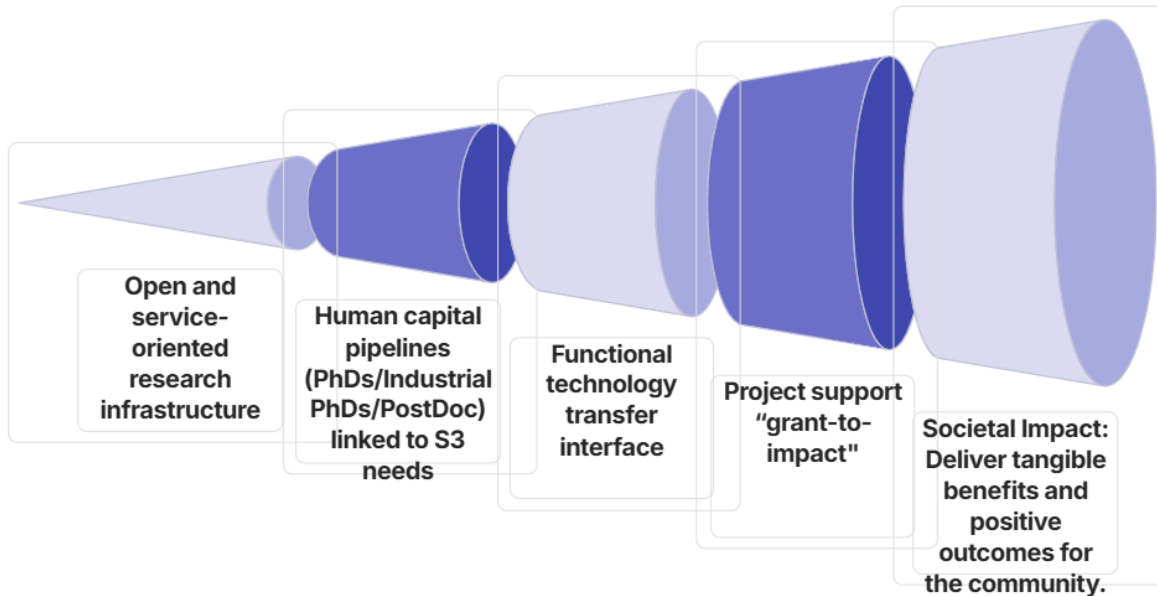 Open and
service-
oriented
research
infrastructure
Human capital
pipelines
(PhDs/Industrial
PhDs/PostDoc)
linked to S3
needs
Functional
technology
transfer
interface
Project support
“grant-to-
impact"
Societal Impact:
Deliver tangible
benefits and
positive
outcomes for
the community.